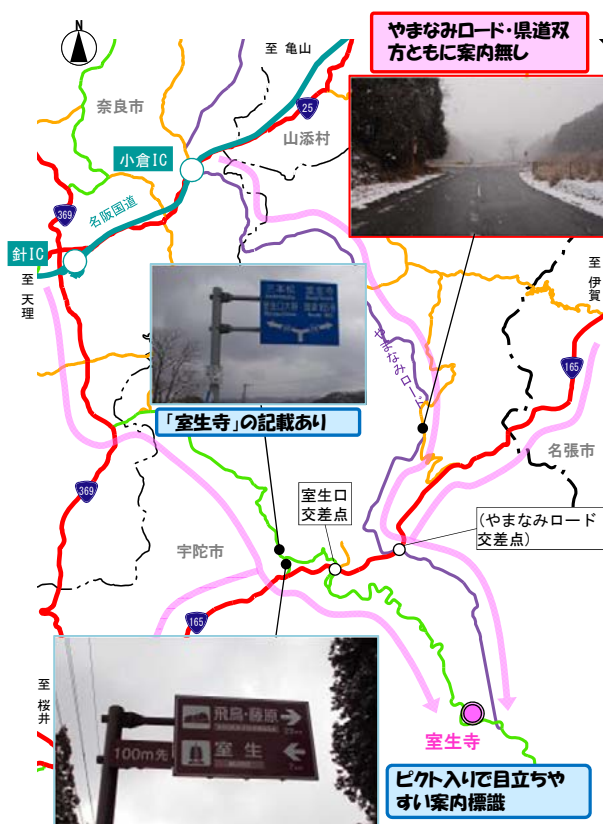 やまなみロード・県道双
方ともに案内無し
N
至 亀山
奈良市
25
山添村
小倉IC
369
名阪国道
針IC
至 天理
至 伊賀
三本松
室生寺
やまなみロード
165
「室生寺」の記載あり
名張市
369
室生口
交差点
(やまなみロード
交差点)
宇陀市
165
至 桜井
飛鳥・藤原
100m先
室生
室生寺
ピクト入りで目立ちや
すい案内標識